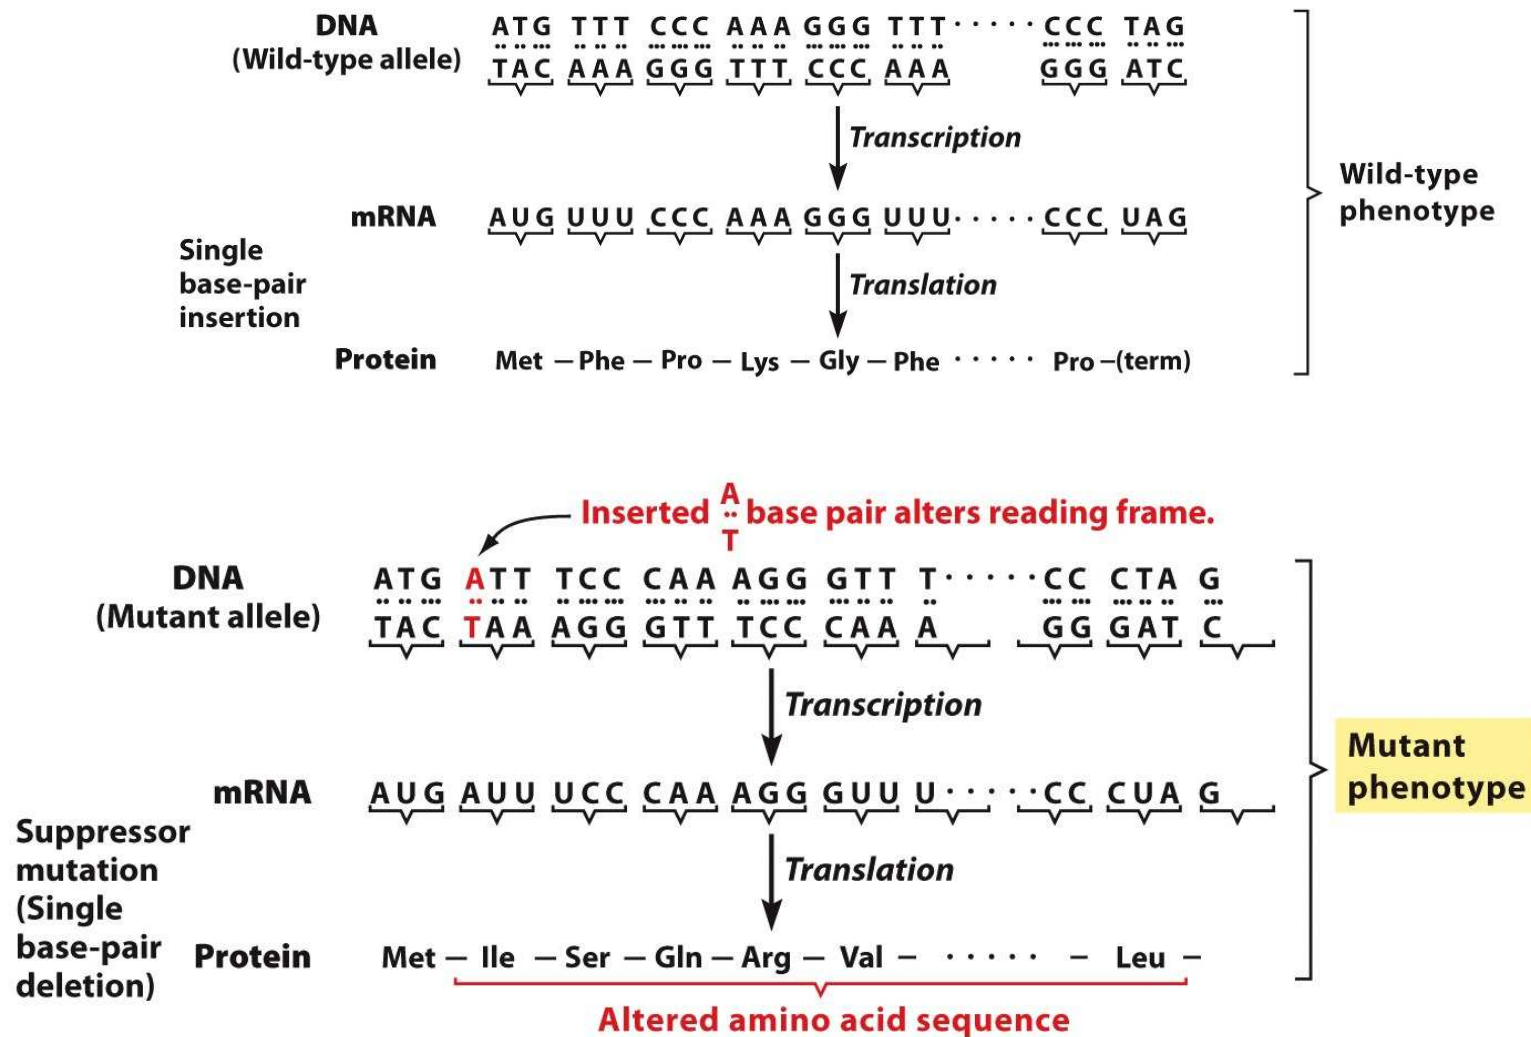 DNA
(Wild-type allele)
ATG TTT CCC AAA GGG TTT · · · · · CCC TAG
TAC AAA GGG TTT CCC AAA GGG ATC
Transcription
mRNA
AUG UUU CCC AAA GGG UUU · · · · · CCC UAG
Wild-type
phenotype
Single
base-pair
insertion
Translation
Protein
Met – Phe – Pro – Lys – Gly – Phe · · · · · Pro –(term)
A
Inserted base pair alters reading frame.
T
DNA
(Mutant allele)
ATG ATT TCC CAA AGG GTT T · · · · · CC CTA G
TAC TAA AGG GTT TCC CAA A GG GAT C
Transcription
mRNA
AUG AUU UCC CAA AGG GUU U · · · · · CC CUA G
Mutant
phenotype
Suppressor
mutation
(Single
base-pair
deletion)
Translation
Protein
Met – Ile – Ser – Gln – Arg – Val – · · · · · – Leu –
Altered amino acid sequence